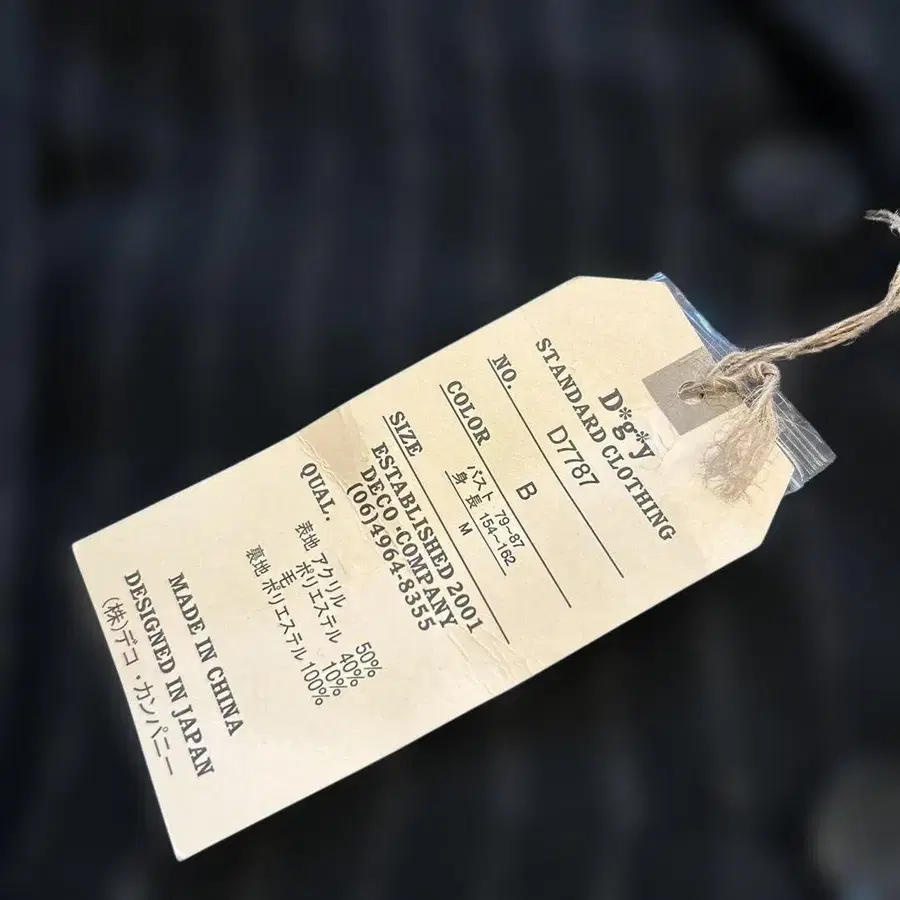 D*g*y
STANDARD CLOTHING
NO. D7787
COLOR B
バスト 79~87
身長 154~162
SIZE M
ESTABLISHED 2001
DECO・COMPANY
(06)4964-8355
QUAL.
表地 アクリル 50%
ポリエステル 40%
毛 10%
裏地 ポリエステル 100%
MADE IN CHINA
DESIGNED IN JAPAN
(株)デコ・カンパニー